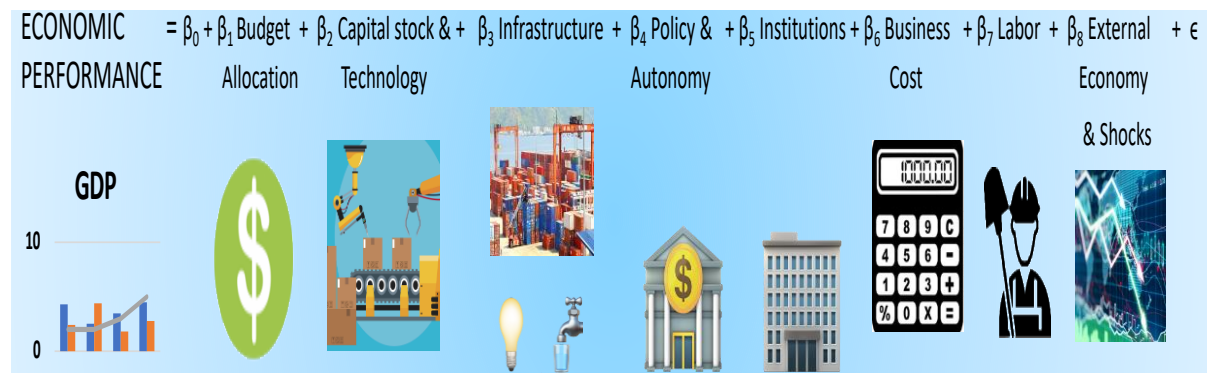 ECONOMIC = β₀ + β₁ Budget + β₂ Capital stock & + β₃ Infrastructure + β₄ Policy & + β₅ Institutions + β₆ Business + β₇ Labor + β₈ External + ϵ
PERFORMANCE Allocation Technology Autonomy Cost Economy
& Shocks
GDP
10
0
$
$
1000.00
7 8 9 C
4 5 6 -
1 2 3 +
% 0 X =